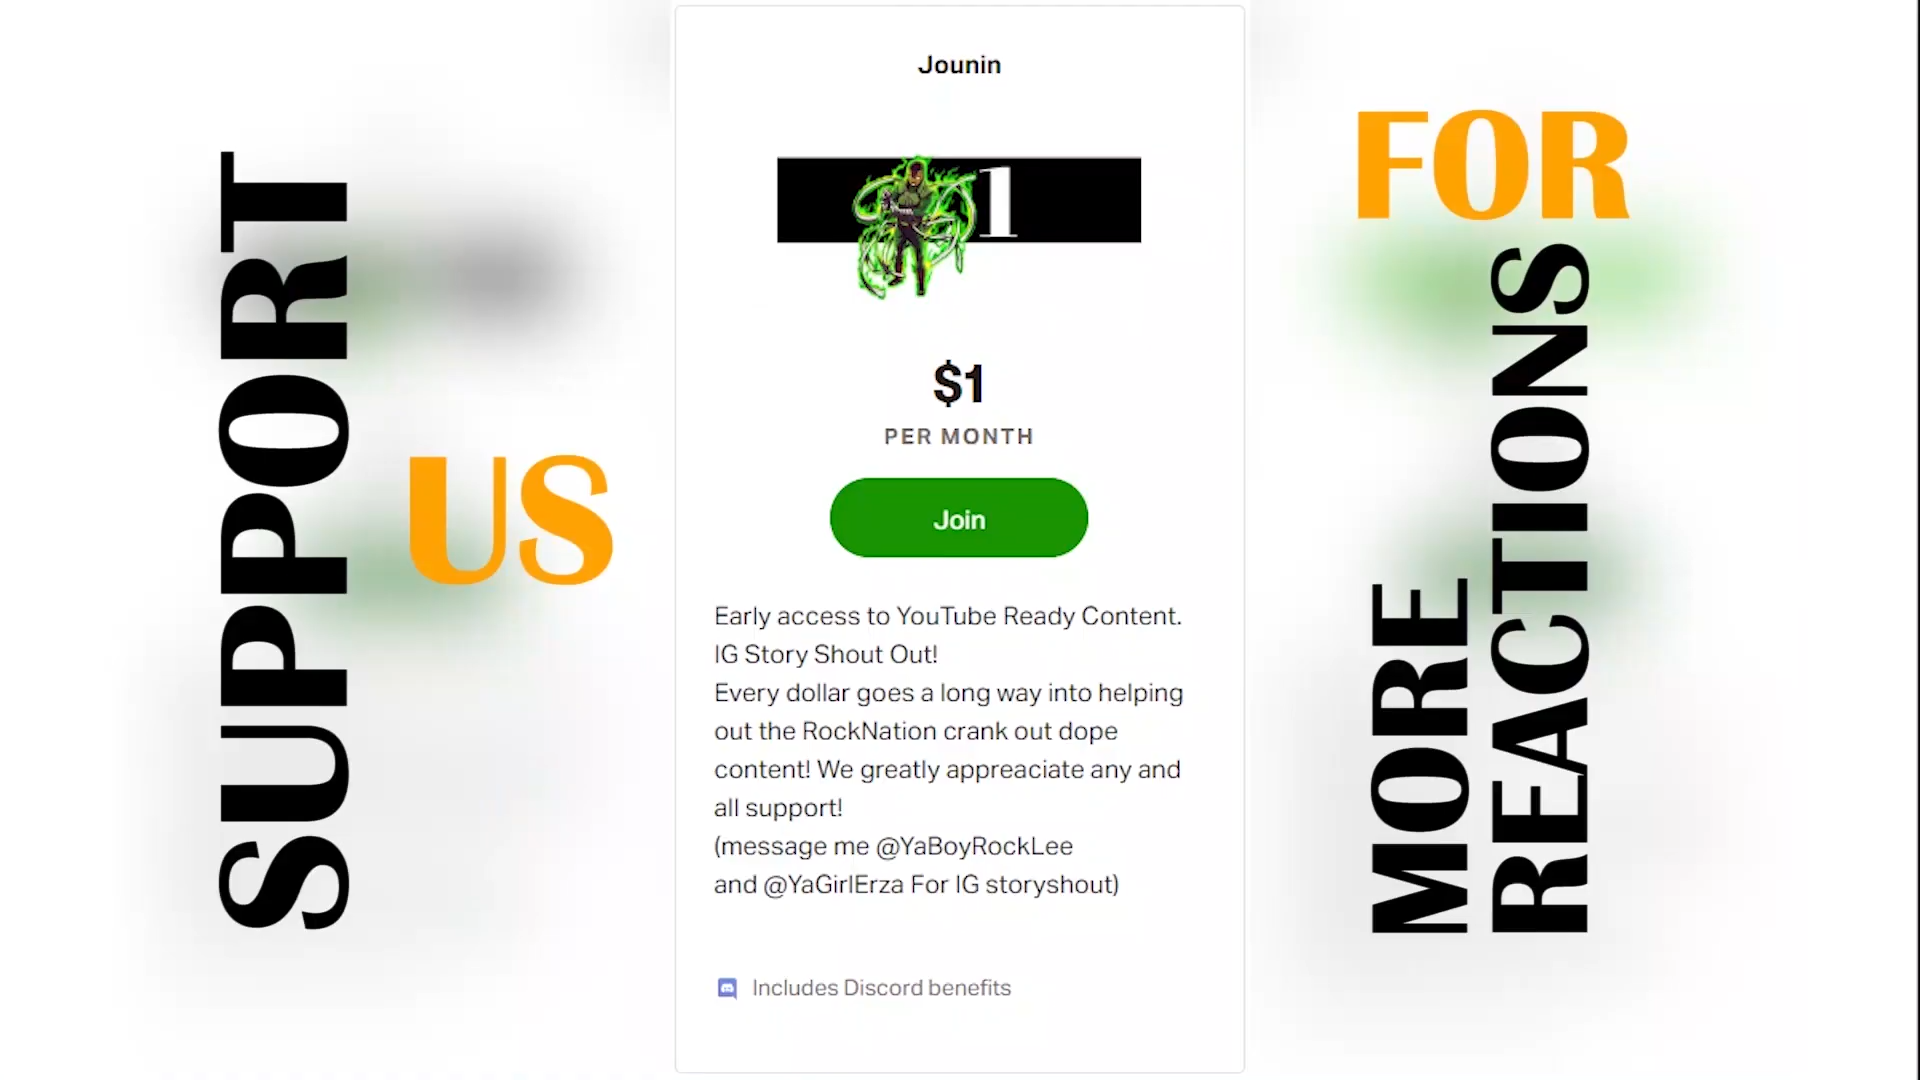 SUPPORT
US
Jounin
1
$1
PER MONTH
Join
Early access to YouTube Ready Content.
IG Story Shout Out!
Every dollar goes a long way into helping
out the RockNation crank out dope
content! We greatly appreaciate any and
all support!
(message me @YaBoyRockLee
and @YaGirlErza For IG storyshout)
Includes Discord benefits
FOR
MORE
REACTIONS